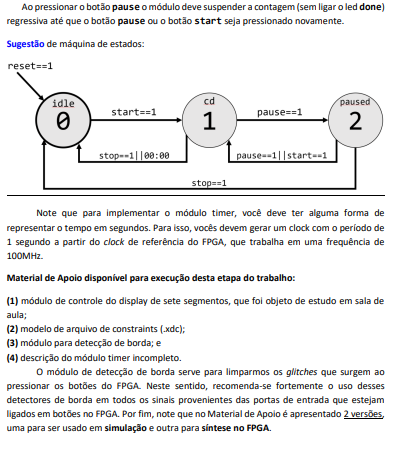 Ao pressionar o botão pause o módulo deve suspender a contagem (sem ligar o led done)
regressiva até que o botão pause ou o botão start seja pressionado novamente.
Sugestão de máquina de estados:
reset==1
idle
0
start==1
cd
1
pause==1
paused
2
stop==1||00:00
pause==1||start==1
stop==1
Note que para implementar o módulo timer, você deve ter alguma forma de
representar o tempo em segundos. Para isso, vocês devem gerar um clock com o período de
1 segundo a partir do clock de referência do FPGA, que trabalha em uma frequência de
100MHz.
Material de Apoio disponível para execução desta etapa do trabalho:
(1) módulo de controle do display de sete segmentos, que foi objeto de estudo em sala de
aula;
(2) modelo de arquivo de constraints (.xdc);
(3) módulo para detecção de borda; e
(4) descrição do módulo timer incompleto.
O módulo de detecção de borda serve para limparmos os glitches que surgem ao
pressionar os botões do FPGA. Neste sentido, recomenda-se fortemente o uso desses
detectores de borda em todos os sinais provenientes das portas de entrada que estejam
ligados em botões no FPGA. Por fim, note que no Material de Apoio é apresentado 2 versões,
uma para ser usado em simulação e outra para síntese no FPGA.